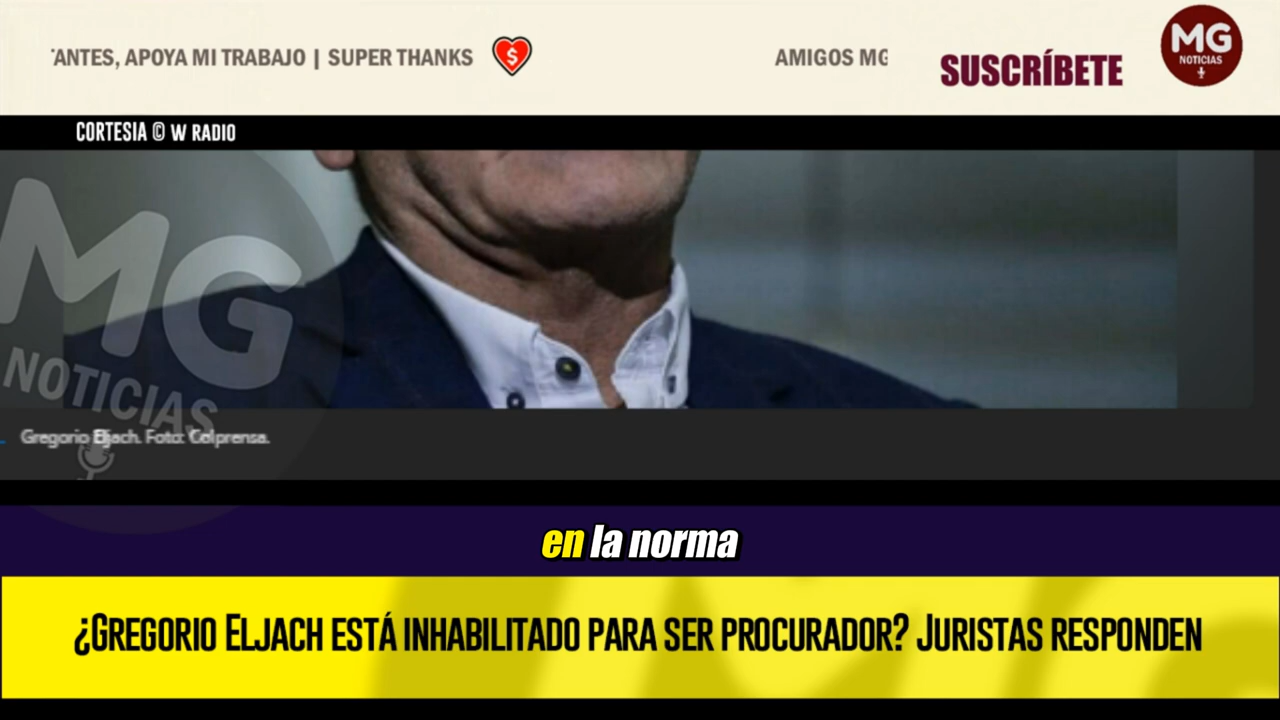 TANTES, APOYA MI TRABAJO | SUPER THANKS
$
AMIGOS MG
SUSCRÍBETE
MG
NOTICIAS
CORTESIA © W RADIO
MG
NOTICIAS
Gregorio Eljach. Foto: Colprensa.
en la norma
¿GREGORIO ELJACH ESTÁ INHABILITADO PARA SER PROCURADOR? JURISTAS RESPONDEN